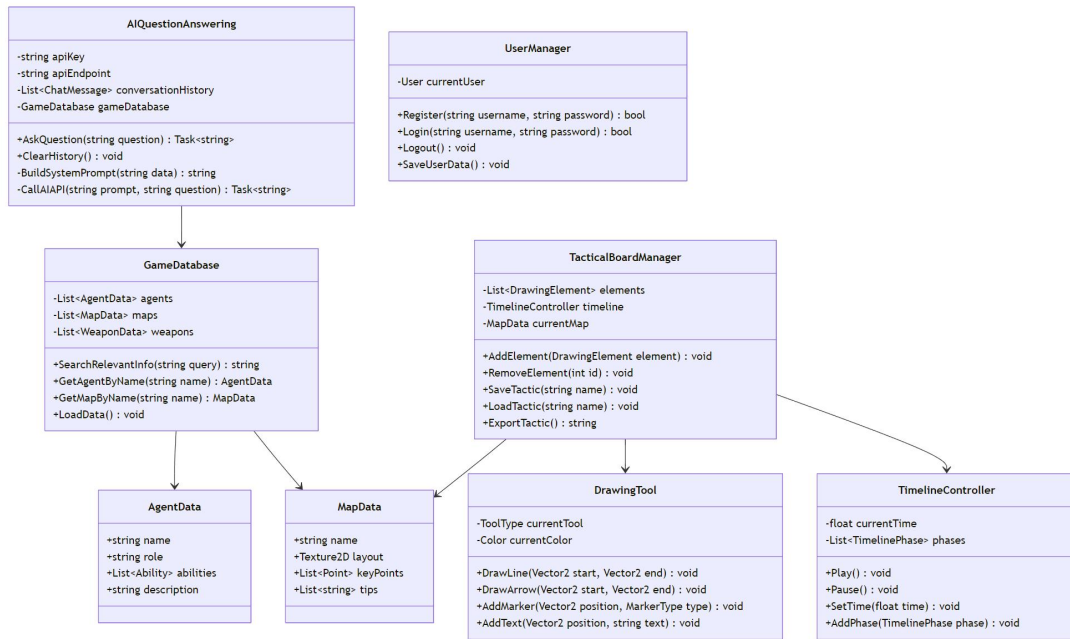 AIQuestionAnswering
-string apiKey
-string apiEndpoint
-List<ChatMessage> conversationHistory
-GameDatabase gameDatabase
+AskQuestion(string question) : Task<string>
+ClearHistory() : void
-BuildSystemPrompt(string data) : string
-CallAIAPI(string prompt, string question) : Task<string>
UserManager
-User currentUser
+Register(string username, string password) : bool
+Login(string username, string password) : bool
+Logout() : void
+SaveUserData() : void
GameDatabase
-List<AgentData> agents
-List<MapData> maps
-List<WeaponData> weapons
+SearchRelevantInfo(string query) : string
+GetAgentByName(string name) : AgentData
+GetMapByName(string name) : MapData
+LoadData() : void
TacticalBoardManager
-List<DrawingElement> elements
-TimelineController timeline
-MapData currentMap
+AddElement(DrawingElement element) : void
+RemoveElement(int id) : void
+SaveTactic(string name) : void
+LoadTactic(string name) : void
+ExportTactic() : string
AgentData
+string name
+string role
+List<Ability> abilities
+string description
MapData
+string name
+Texture2D layout
+List<Point> keyPoints
+List<string> tips
DrawingTool
-ToolType currentTool
-Color currentColor
+DrawLine(Vector2 start, Vector2 end) : void
+DrawArrow(Vector2 start, Vector2 end) : void
+AddMarker(Vector2 position, MarkerType type) : void
+AddText(Vector2 position, string text) : void
TimelineController
-float currentTime
-List<TimelinePhase> phases
+Play() : void
+Pause() : void
+SetTime(float time) : void
+AddPhase(TimelinePhase phase) : void